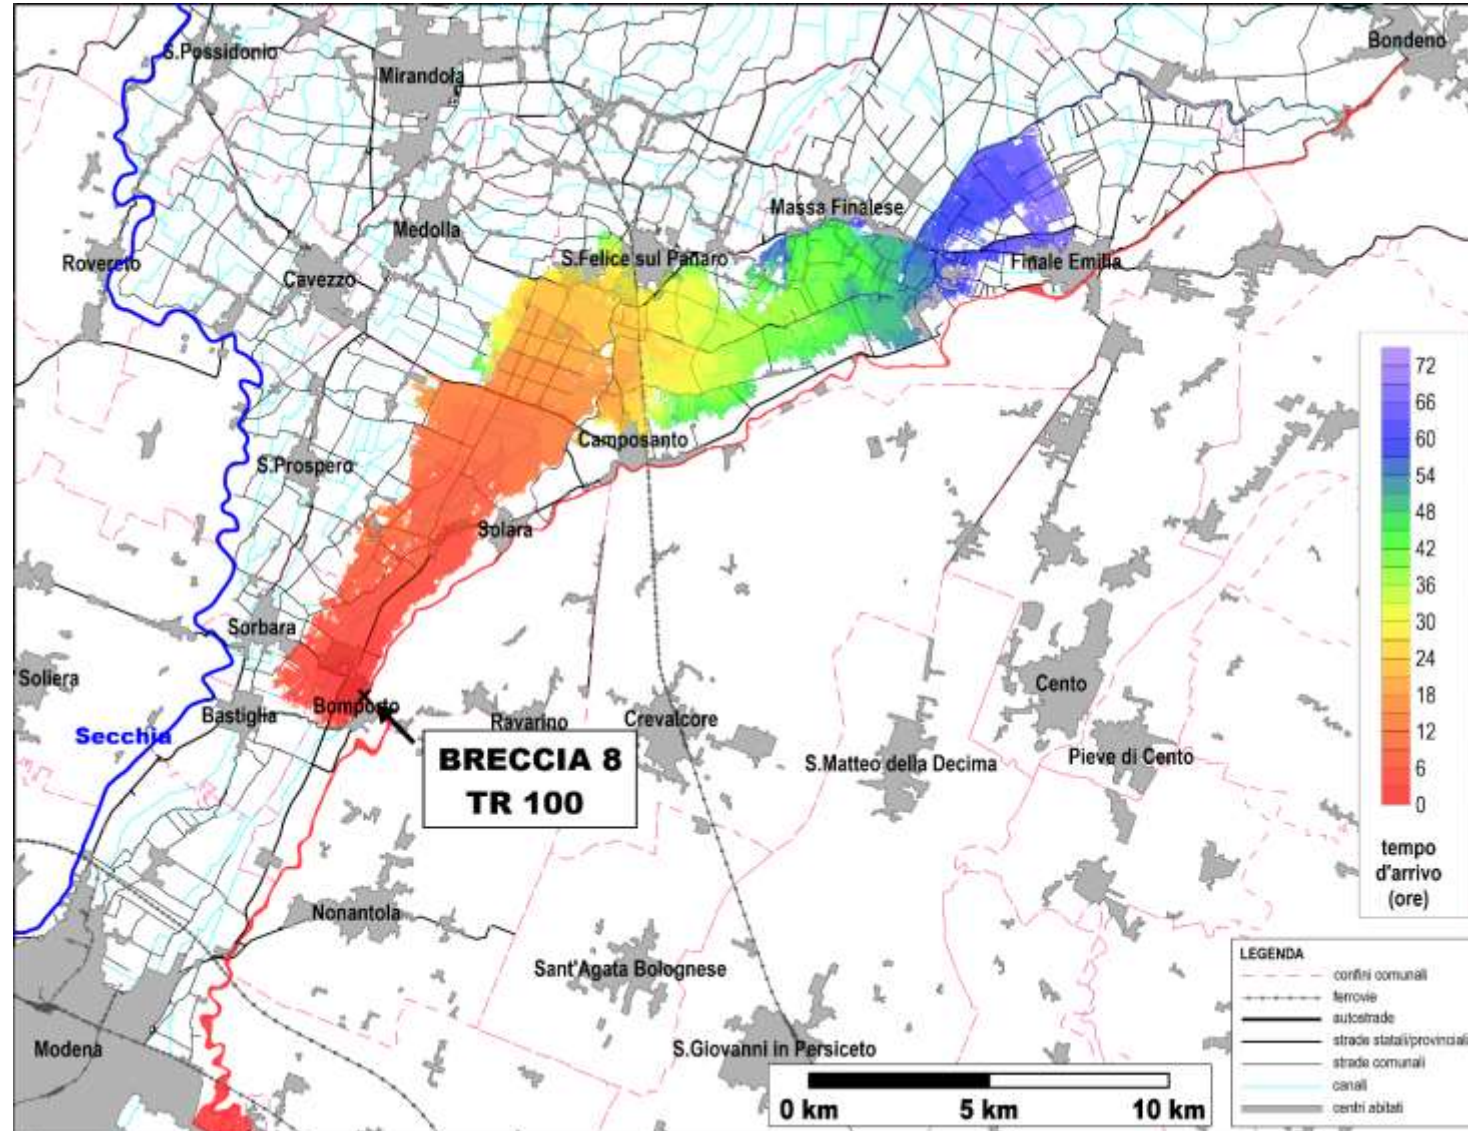 Bondeno
S.Possidonio
Mirandola
Massa Finalese
Medolla
S.Felice sul Panaro
Rovereto
Finale Emilia
Cavezzo
Camposanto
S.Prospero
Solara
Sorbara
Soliera
Cento
Bastiglia
Bomporto
Ravarino
Crevalcore
Secchia
Pieve di Cento
S.Matteo della Decima
BRECCIA 8
TR 100
Nonantola
Sant'Agata Bolognese
Modena
S.Giovanni in Persiceto
72
66
60
54
48
42
36
30
24
18
12
6
0
tempo
d'arrivo
(ore)
LEGENDA
confini comunali
ferrovie
autostrade
strade statali/provinciali
strade comunali
canali
centri abitati
0 km
5 km
10 km